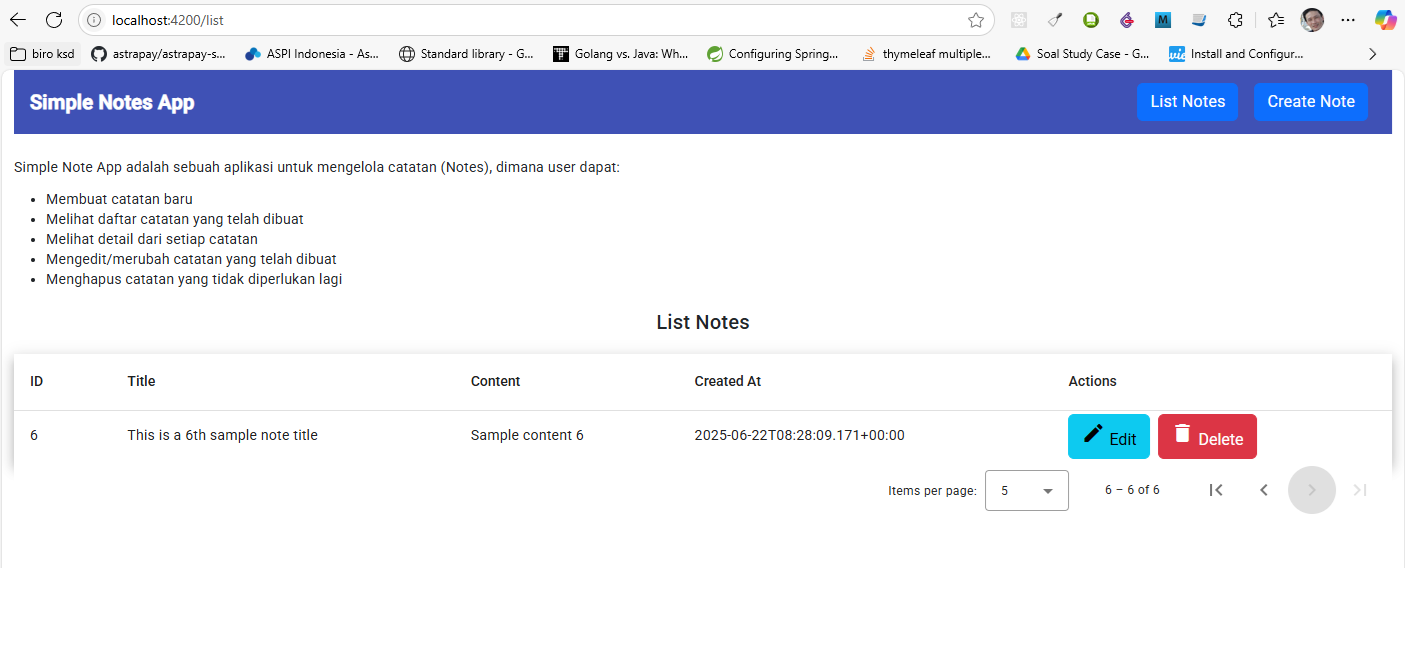 localhost:4200/list
biro ksd astrapay/astrapay-s... ASPI Indonesia - As... Standard library - G... Golang vs. Java: Wh... Configuring Spring... thymeleaf multiple... Soal Study Case - G... Install and Configur...
Simple Notes App List Notes Create Note
Simple Note App adalah sebuah aplikasi untuk mengelola catatan (Notes), dimana user dapat:
• Membuat catatan baru
• Melihat daftar catatan yang telah dibuat
• Melihat detail dari setiap catatan
• Mengedit/merubah catatan yang telah dibuat
• Menghapus catatan yang tidak diperlukan lagi
List Notes
ID Title Content Created At Actions
6 This is a 6th sample note title Sample content 6 2025-06-22T08:28:09.171+00:00 Edit Delete
Items per page: 5 6 – 6 of 6